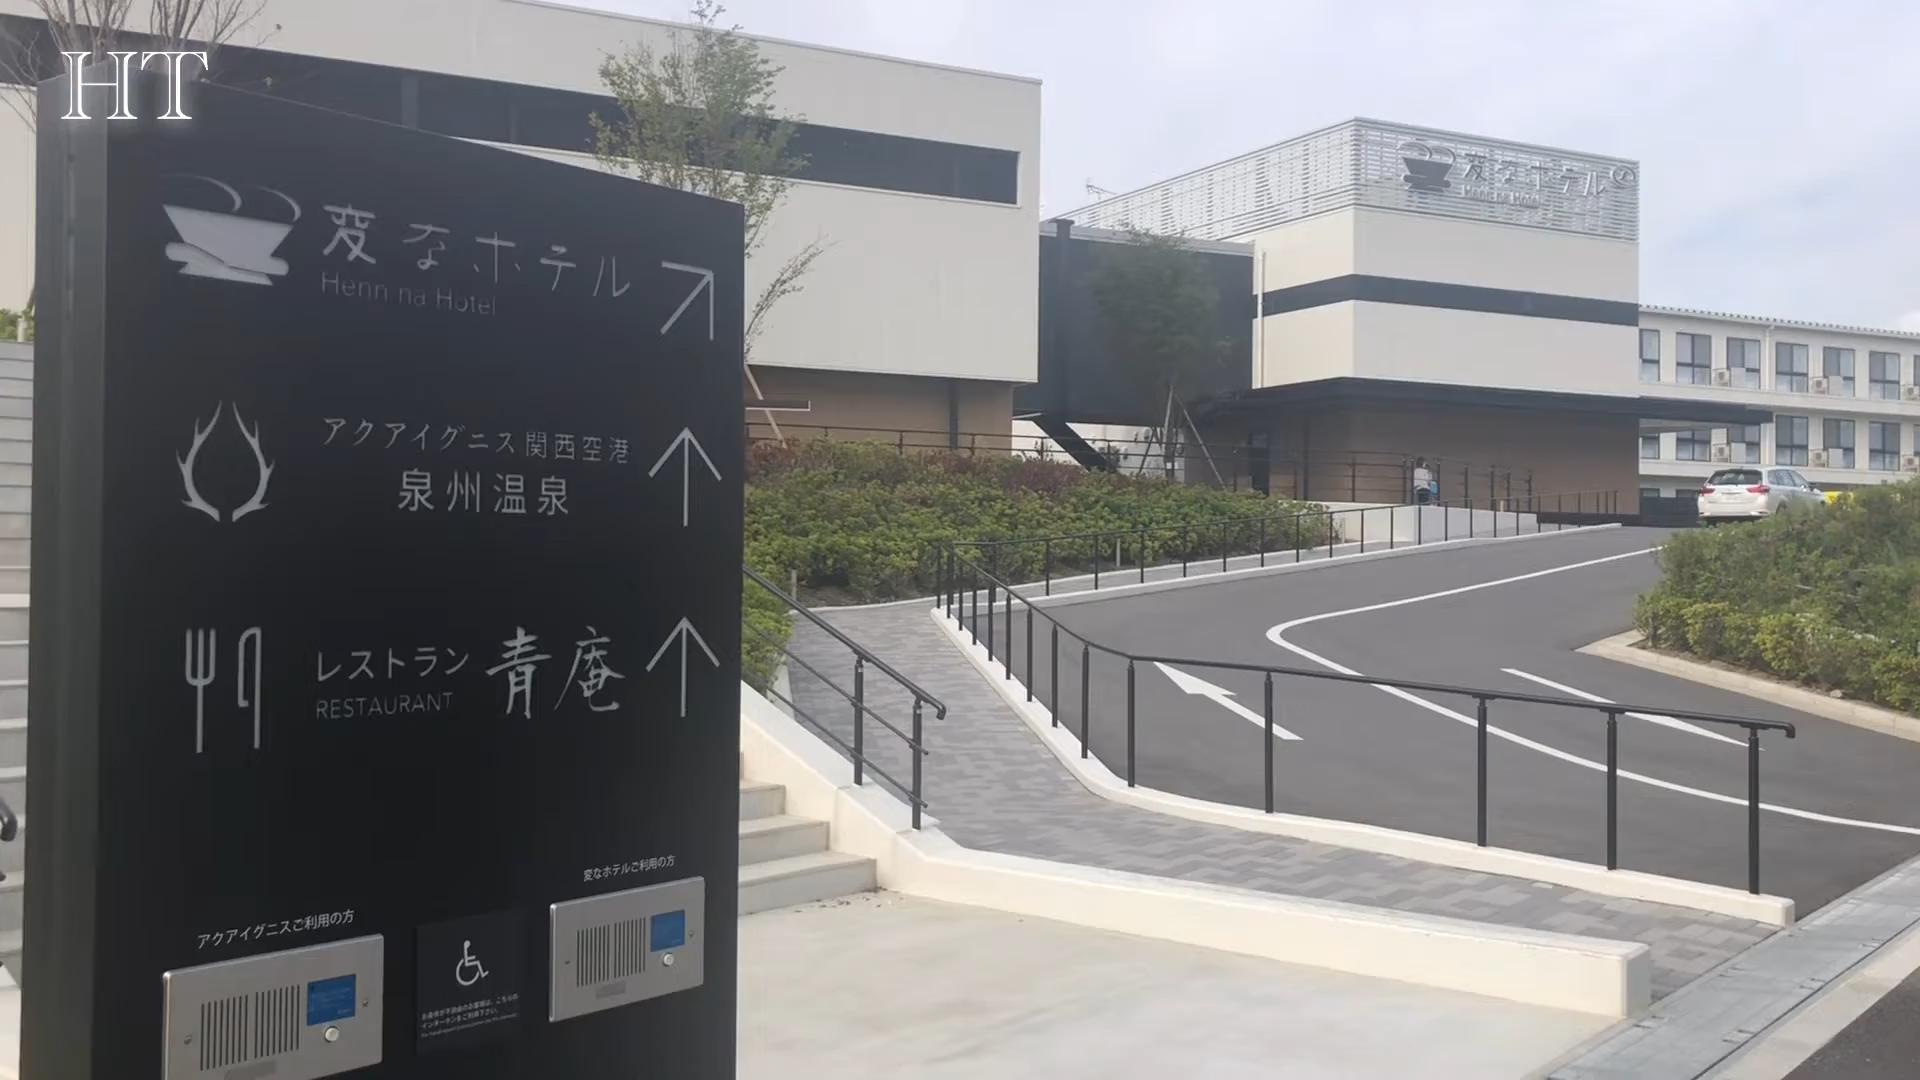 HT
変なホテル
Henn na Hotel
アクアイグニス関西空港
泉州温泉
レストラン 青庵
RESTAURANT
変なホテルご利用の方
アクアイグニスご利用の方
変なホテル
Henn na Hotel